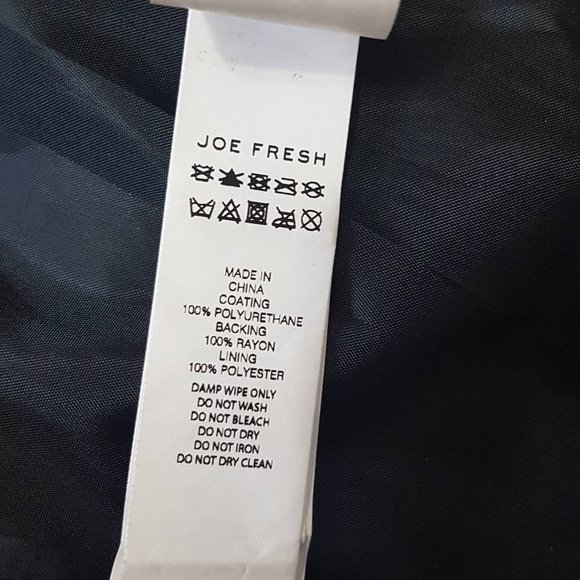 JOE FRESH
MADE IN
CHINA
COATING
100% POLYURETHANE
BACKING
100% RAYON
LINING
100% POLYESTER
DAMP WIPE ONLY
DO NOT WASH
DO NOT BLEACH
DO NOT DRY
DO NOT IRON
DO NOT DRY CLEAN